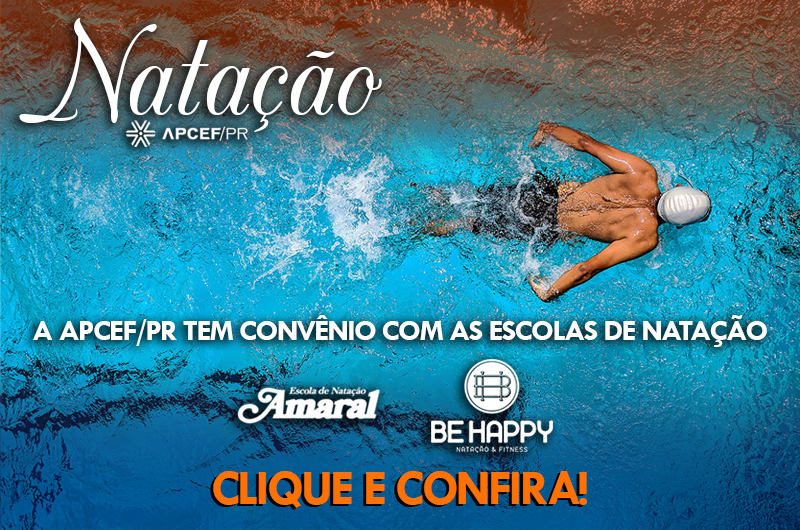 Natação
APCEF/PR
A APCEF/PR TEM CONVÊNIO COM AS ESCOLAS DE NATAÇÃO
Escola de Natação
Amaral
BE HAPPY
NATAÇÃO & FITNESS
CLIQUE E CONFIRA!